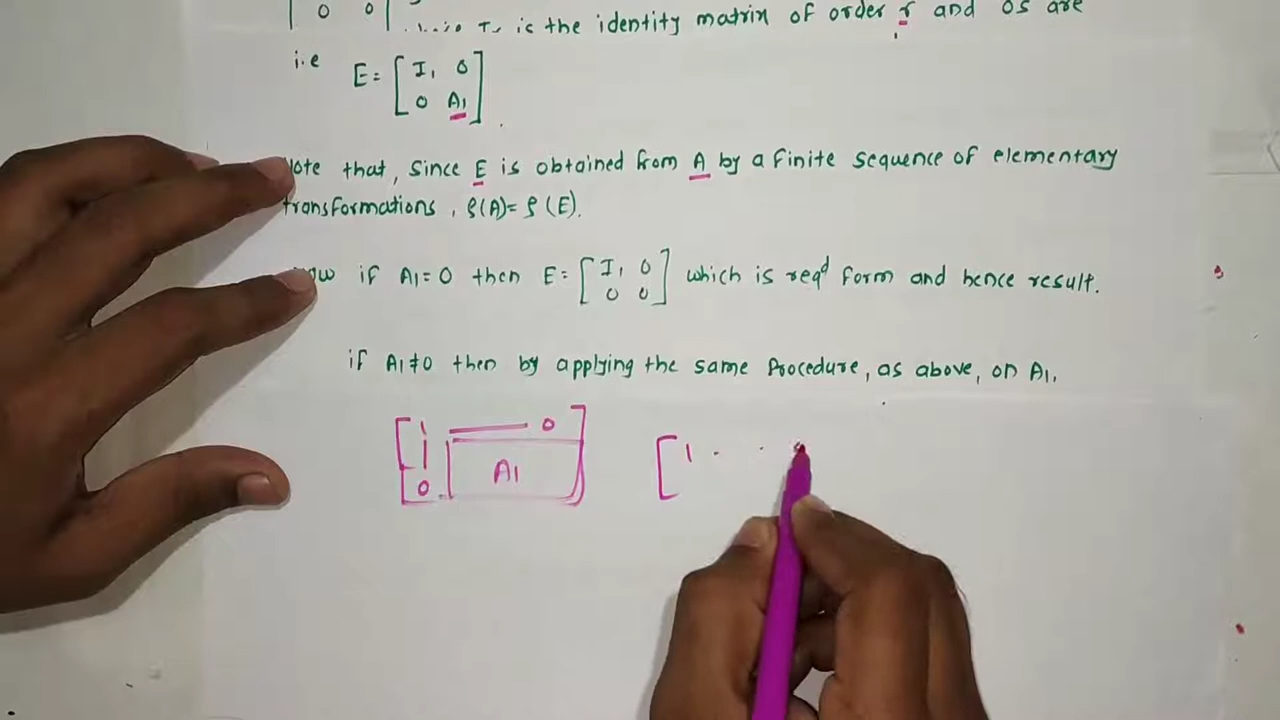 0 0
is the identity matrix of order r and 0s are
i.e E = [ I₁ 0
0 A₁ ]
Note that, Since E is obtained from A by a finite sequence of elementary
transformations, ρ(A) = ρ(E).
if A₁ = 0 then E = [ I₁ 0
0 0 ] which is reqd form and hence result.
if A₁ ≠ 0 then by applying the same Procedure, as above, on A₁.
[ 1 0
0 A₁ ] [ 1 . .